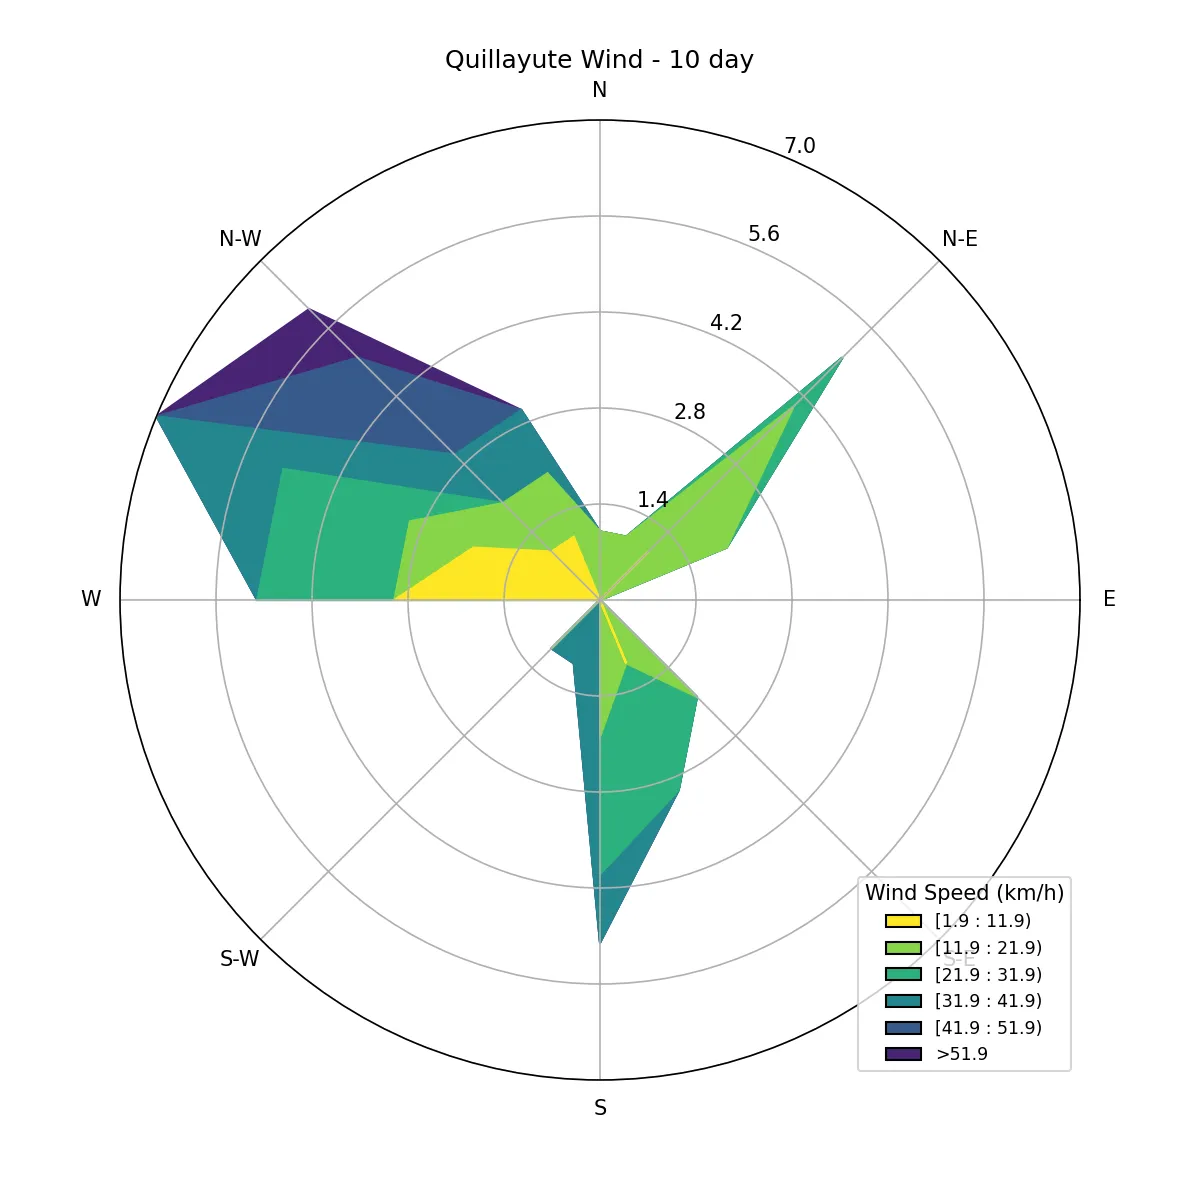 Quillayute Wind - 10 day
N
7.0
5.6
N-W
N-E
4.2
2.8
1.4
W
E
Wind Speed (km/h)
[1.9 : 11.9)
[11.9 : 21.9)
S-W
S-E
[21.9 : 31.9)
[31.9 : 41.9)
[41.9 : 51.9)
>51.9
S